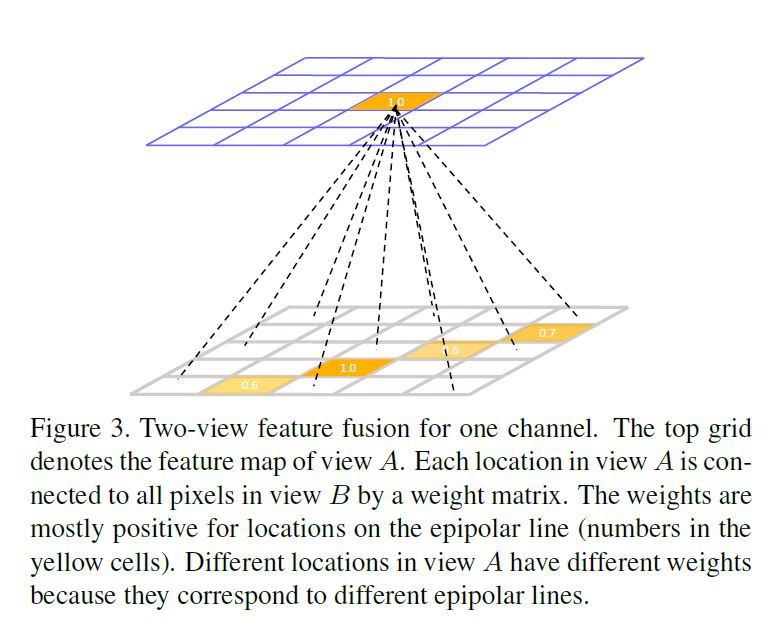 1.0
0.7
0.6
1.0
0.6
Figure 3. Two-view feature fusion for one channel. The top grid
denotes the feature map of view A. Each location in view A is con-
nected to all pixels in view B by a weight matrix. The weights are
mostly positive for locations on the epipolar line (numbers in the
yellow cells). Different locations in view A have different weights
because they correspond to different epipolar lines.